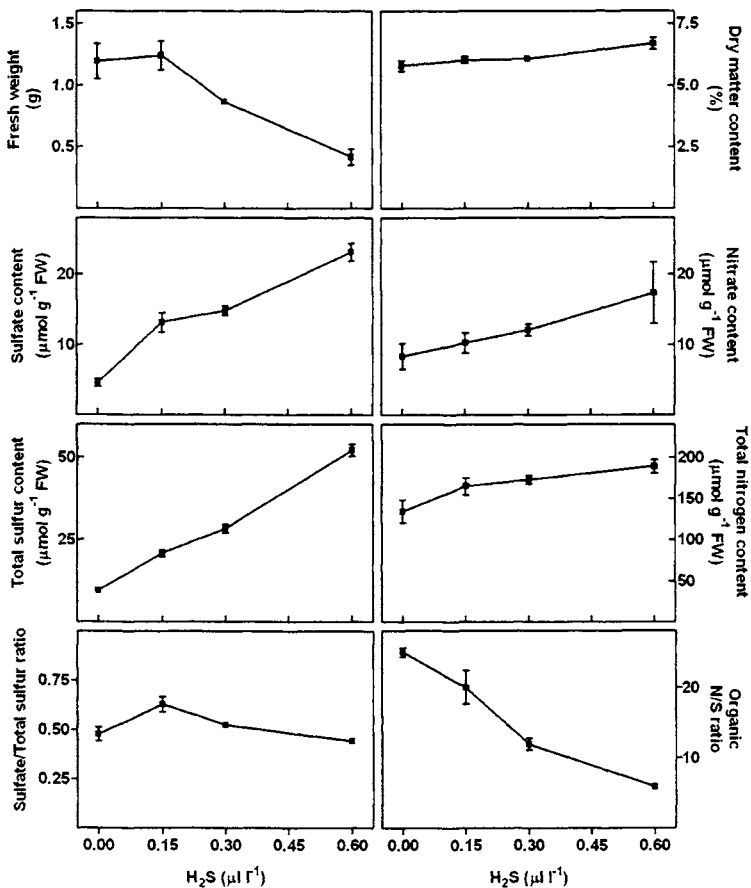 Fresh weight
(g)
1.5
1.0
0.5
7.5
5.0
2.5
Dry matter content
(%)
Sulfate content
(μmol g⁻¹ FW)
20
10
20
10
Nitrate content
(μmol g⁻¹ FW)
Total sulfur content
(μmol g⁻¹ FW)
50
25
200
150
100
50
Total nitrogen content
(μmol g⁻¹ FW)
Sulfate/Total sulfur ratio
0.75
0.50
0.25
20
10
Organic
N/S ratio
0.00 0.15 0.30 0.45 0.60 0.00 0.15 0.30 0.45 0.60
H₂S (μl l⁻¹) H₂S (μl l⁻¹)